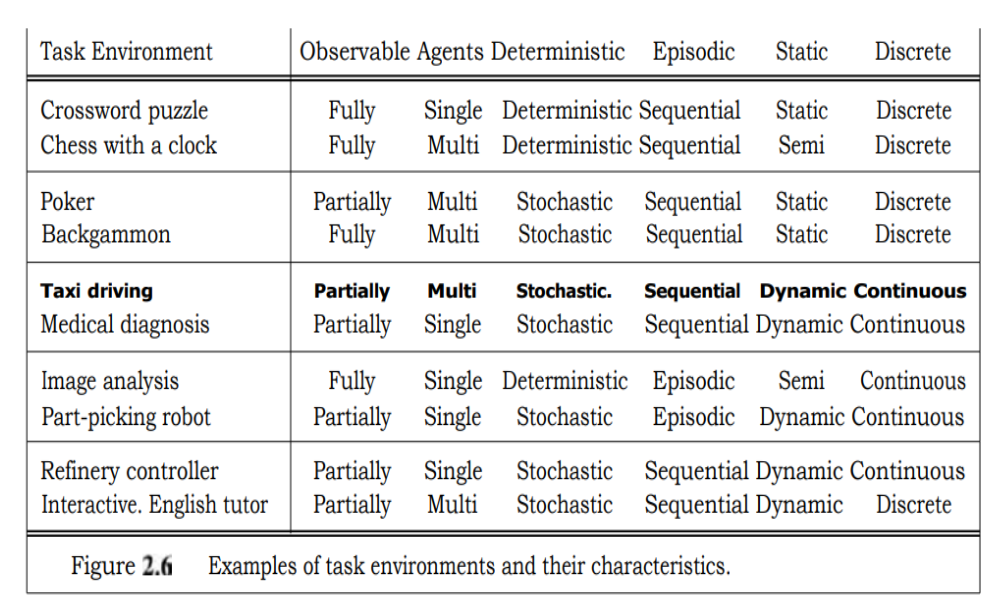 Task Environment Observable Agents Deterministic Episodic Static Discrete
Crossword puzzle Fully Single Deterministic Sequential Static Discrete
Chess with a clock Fully Multi Deterministic Sequential Semi Discrete
Poker Partially Multi Stochastic Sequential Static Discrete
Backgammon Fully Multi Stochastic Sequential Static Discrete
Taxi driving Partially Multi Stochastic. Sequential Dynamic Continuous
Medical diagnosis Partially Single Stochastic Sequential Dynamic Continuous
Image analysis Fully Single Deterministic Episodic Semi Continuous
Part-picking robot Partially Single Stochastic Episodic Dynamic Continuous
Refinery controller Partially Single Stochastic Sequential Dynamic Continuous
Interactive. English tutor Partially Multi Stochastic Sequential Dynamic Discrete
Figure 2.6 Examples of task environments and their characteristics.